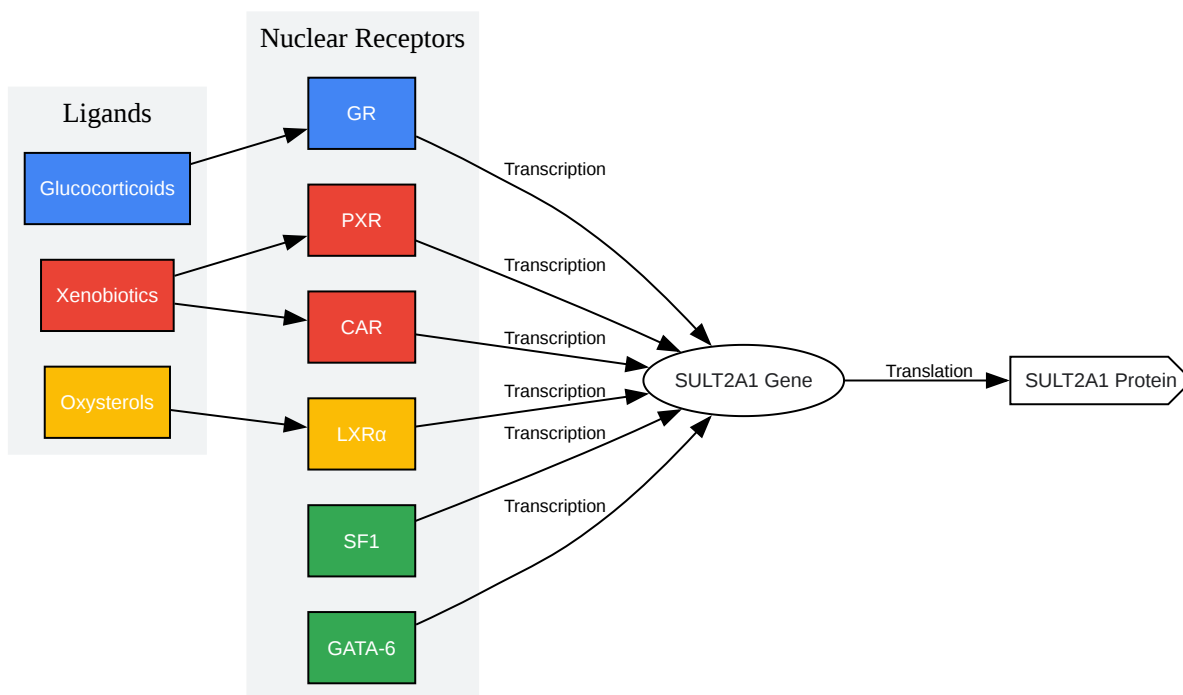 Ligands
Glucocorticoids
Xenobiotics
Oxysterols
Nuclear Receptors
GR
PXR
CAR
LXRα
SF1
GATA-6
Transcription
Transcription
Transcription
Transcription
Transcription
Transcription
SULT2A1 Gene
Translation
SULT2A1 Protein